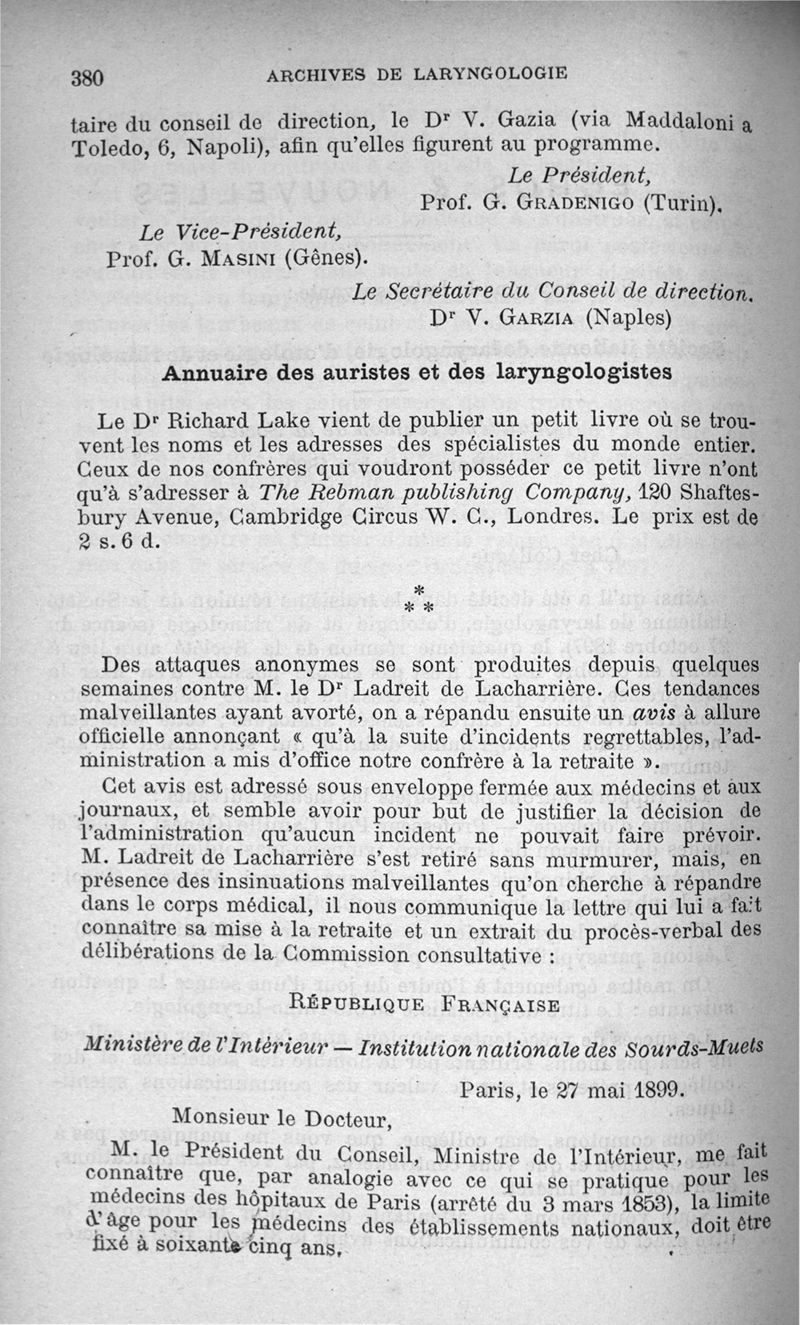 380 ARCHIVES DE LARYNGOLOGIE
taire du conseil de direction, le Dr V. Gazia (via Maddaloni a
Toledo, 6, Napoli), afin qu'elles figurent au programme.
Le Président,
Prof. G. GRADENIGO (Turin).
Le Vice-Président,
Prof. G. MASINI (Gênes).
Le Secrétaire du Conseil de direction.
Dr V. GARZIA (Naples)
Annuaire des auristes et des laryngologistes
Le Dr Richard Lake vient de publier un petit livre où se trou-
vent les noms et les adresses des spécialistes du monde entier.
Ceux de nos confrères qui voudront posséder ce petit livre n'ont
qu'à s'adresser à The Rebman publishing Company, 120 Shaftes-
bury Avenue, Cambridge Circus W. C., Londres. Le prix est de
2 s. 6 d.
*
* *
Des attaques anonymes se sont produites depuis quelques
semaines contre M. le Dr Ladreit de Lacharrière. Ces tendances
malveillantes ayant avorté, on a répandu ensuite un avis à allure
officielle annonçant « qu'à la suite d'incidents regrettables, l'ad-
ministration a mis d'office notre confrère à la retraite ».
Cet avis est adressé sous enveloppe fermée aux médecins et aux
journaux, et semble avoir pour but de justifier la décision de
l'administration qu'aucun incident ne pouvait faire prévoir.
M. Ladreit de Lacharrière s'est retiré sans murmurer, mais, en
présence des insinuations malveillantes qu'on cherche à répandre
dans le corps médical, il nous communique la lettre qui lui a fait
connaître sa mise à la retraite et un extrait du procès-verbal des
délibérations de la Commission consultative :
RÉPUBLIQUE FRANÇAISE
Ministère de l'Intérieur — Institution nationale des Sourds-Muets
Paris, le 27 mai 1899.
Monsieur le Docteur,
M. le Président du Conseil, Ministre de l'Intérieur, me fait
connaître que, par analogie avec ce qui se pratique pour les
médecins des hôpitaux de Paris (arrêté du 3 mars 1853), la limite
d'âge pour les médecins des établissements nationaux, doit être
fixé à soixante cinq ans.